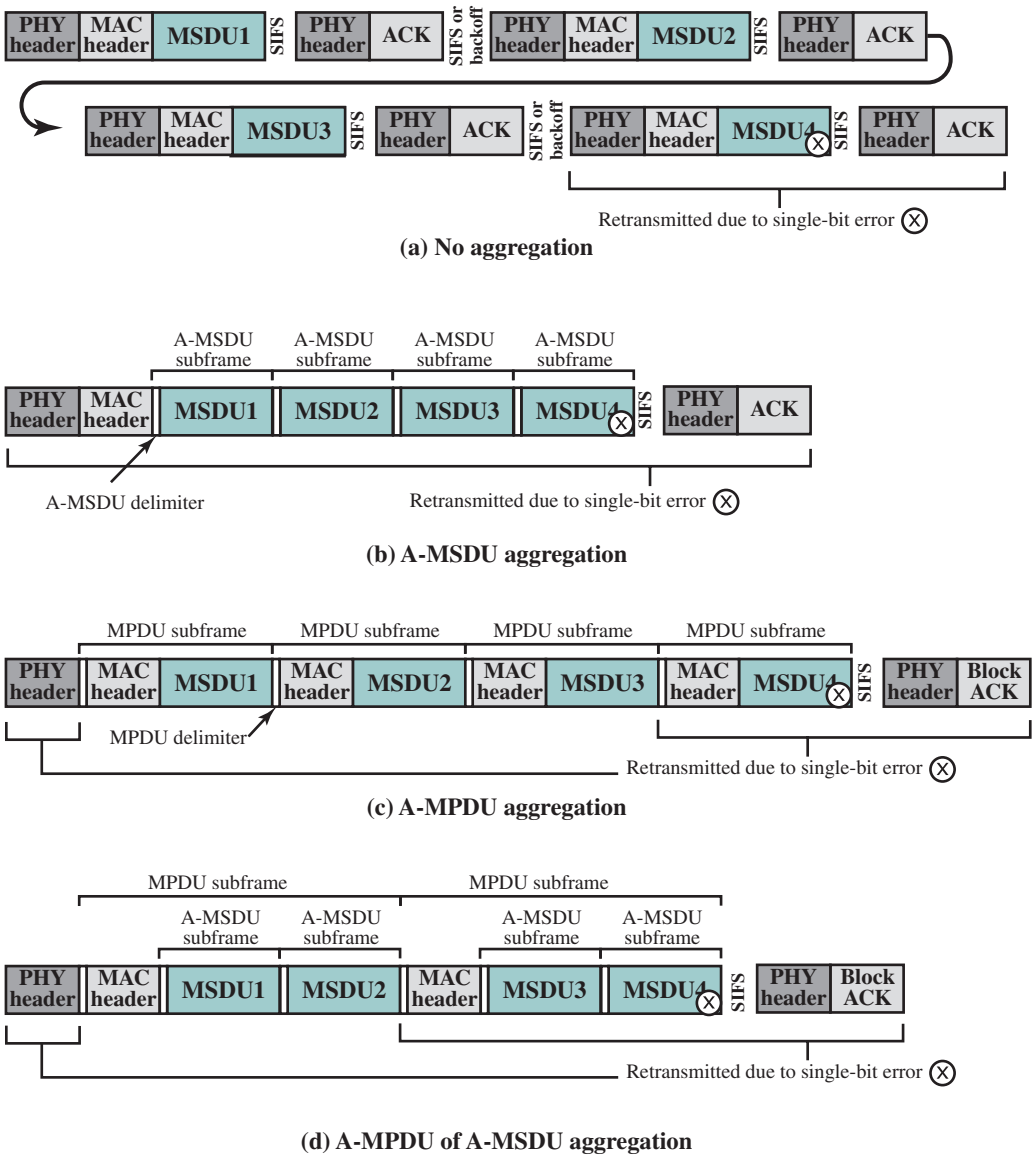 PHY header MAC header MSDU1 SIFS PHY header ACK SIFS or backoff PHY header MAC header MSDU2 SIFS PHY header ACK
PHY header MAC header MSDU3 SIFS PHY header ACK SIFS or backoff PHY header MAC header MSDU4 X SIFS PHY header ACK
Retransmitted due to single-bit error X
(a) No aggregation
A-MSDU subframe A-MSDU subframe A-MSDU subframe A-MSDU subframe
PHY header MAC header MSDU1 MSDU2 MSDU3 MSDU4 X SIFS PHY header ACK
A-MSDU delimiter Retransmitted due to single-bit error X
(b) A-MSDU aggregation
MPDU subframe MPDU subframe MPDU subframe MPDU subframe
PHY header MAC header MSDU1 MAC header MSDU2 MAC header MSDU3 MAC header MSDU4 X SIFS PHY header Block ACK
MPDU delimiter
Retransmitted due to single-bit error X
(c) A-MPDU aggregation
MPDU subframe MPDU subframe
A-MSDU subframe A-MSDU subframe A-MSDU subframe A-MSDU subframe
PHY header MAC header MSDU1 MSDU2 MAC header MSDU3 MSDU4 X SIFS PHY header Block ACK
Retransmitted due to single-bit error X
(d) A-MPDU of A-MSDU aggregation